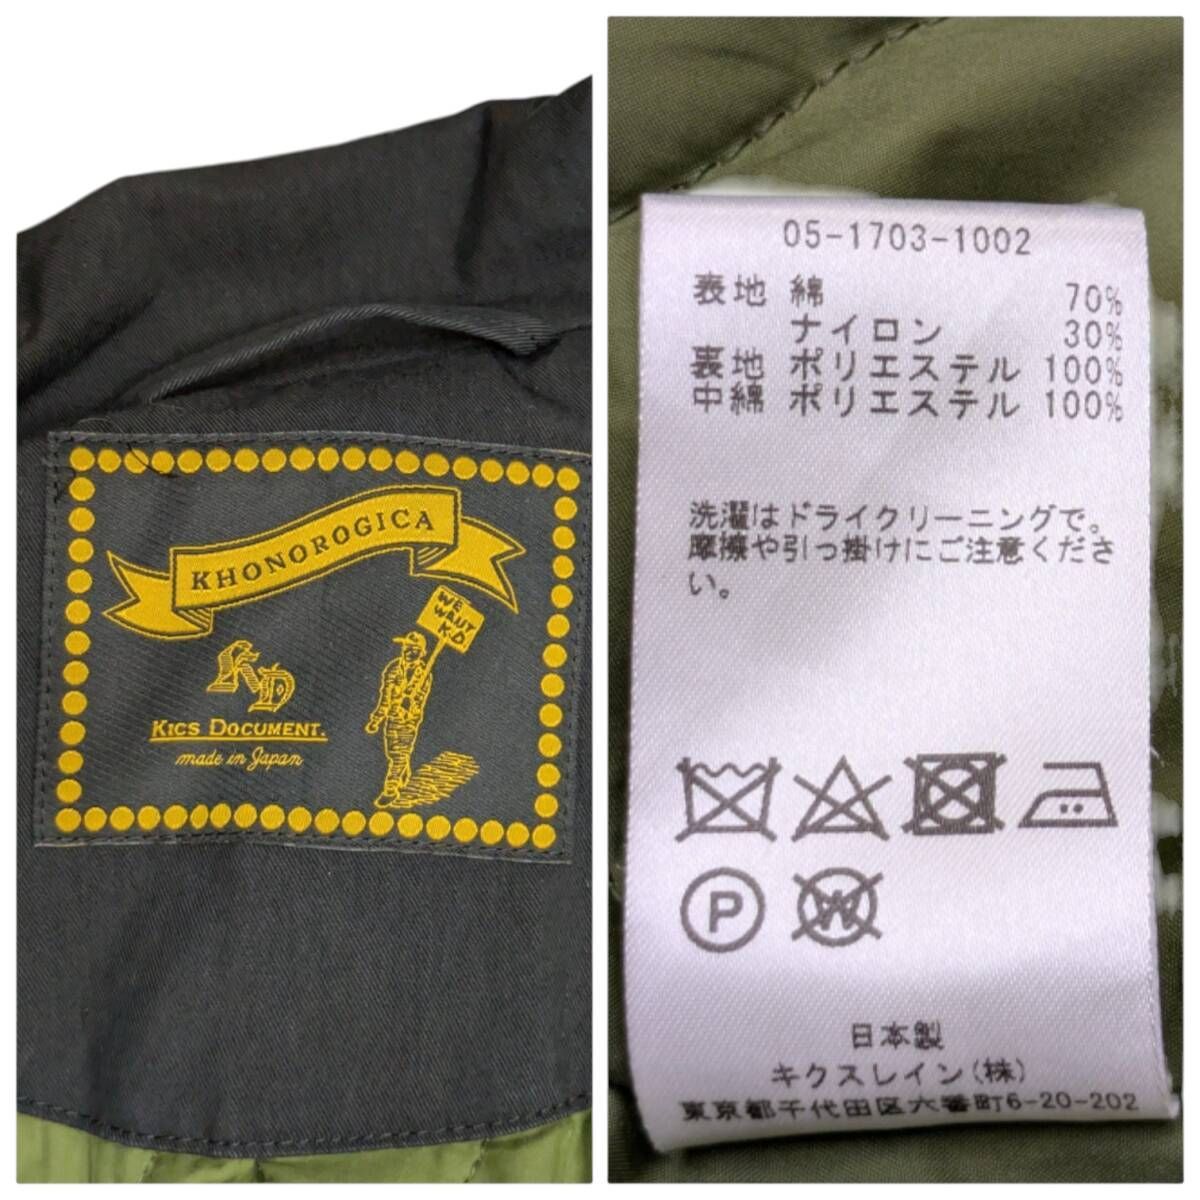 KHONOROGICA
WE
WANT
K.D.
KD
KICS DOCUMENT.
made in Japan
05-1703-1002
表地 綿 70%
ナイロン 30%
裏地 ポリエステル 100%
中綿 ポリエステル 100%
洗濯はドライクリーニングで。
摩擦や引っ掛けにご注意くださ
い。
P
W
日本製
キクスレイン(株)
東京都千代田区六番町6-20-202